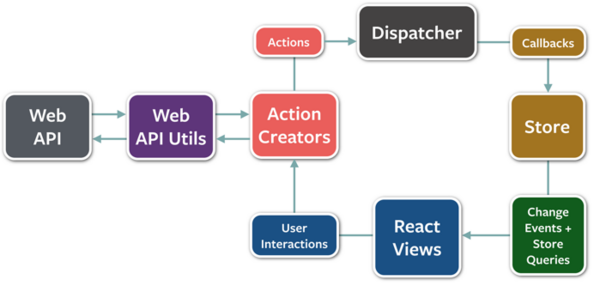 Actions
Dispatcher
Callbacks
Web
API
Web
API Utils
Action
Creators
Store
User
Interactions
React
Views
Change
Events +
Store
Queries